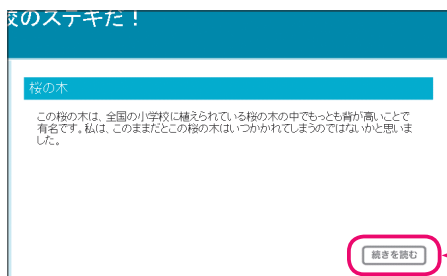 校のステキだ！
桜の木
この桜の木は、全国の小学校に植えられている桜の木の中でもっとも背が高いことで
有名です。私は、このままだとこの桜の木はいつかかれてしまうのではないかと思いま
した。
続きを読む